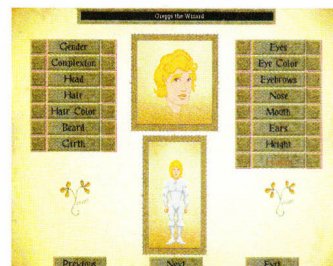 Greggs the Wizard
Gender
Complexion
Head
Hair
Hair Color
Beard
Girth
Eyes
Eye Color
Eyebrows
Nose
Mouth
Ears
Height
Previous
Next
Exit